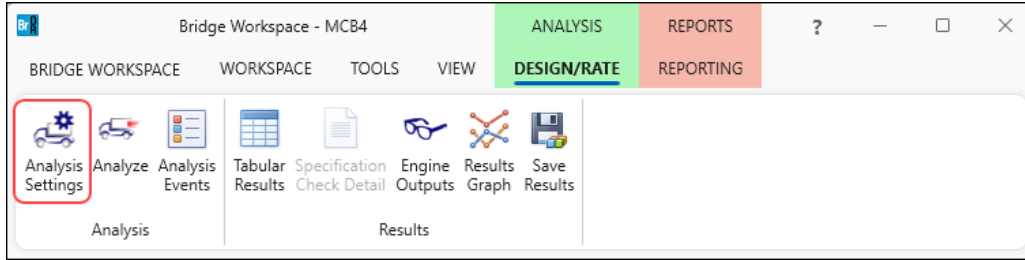 Br
Bridge Workspace - MCB4
ANALYSIS
REPORTS
?
BRIDGE WORKSPACE
WORKSPACE
TOOLS
VIEW
DESIGN/RATE
REPORTING
Analysis
Settings
Analyze
Analysis
Events
Tabular
Results
Specification
Check Detail
Engine
Outputs
Results
Graph
Save
Results
Analysis
Results